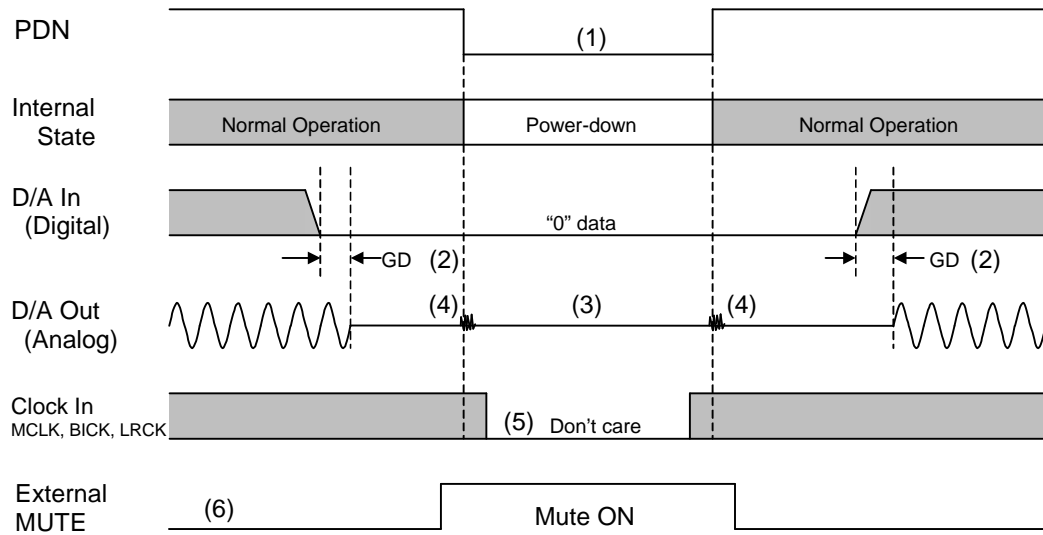 PDN
(1)
Internal
State
Normal Operation
Power-down
Normal Operation
D/A In
(Digital)
“0” data
GD (2)
GD (2)
D/A Out
(Analog)
(4)
(3)
(4)
Clock In
MCLK, BICK, LRCK
(5) Don’t care
External
MUTE
(6)
Mute ON